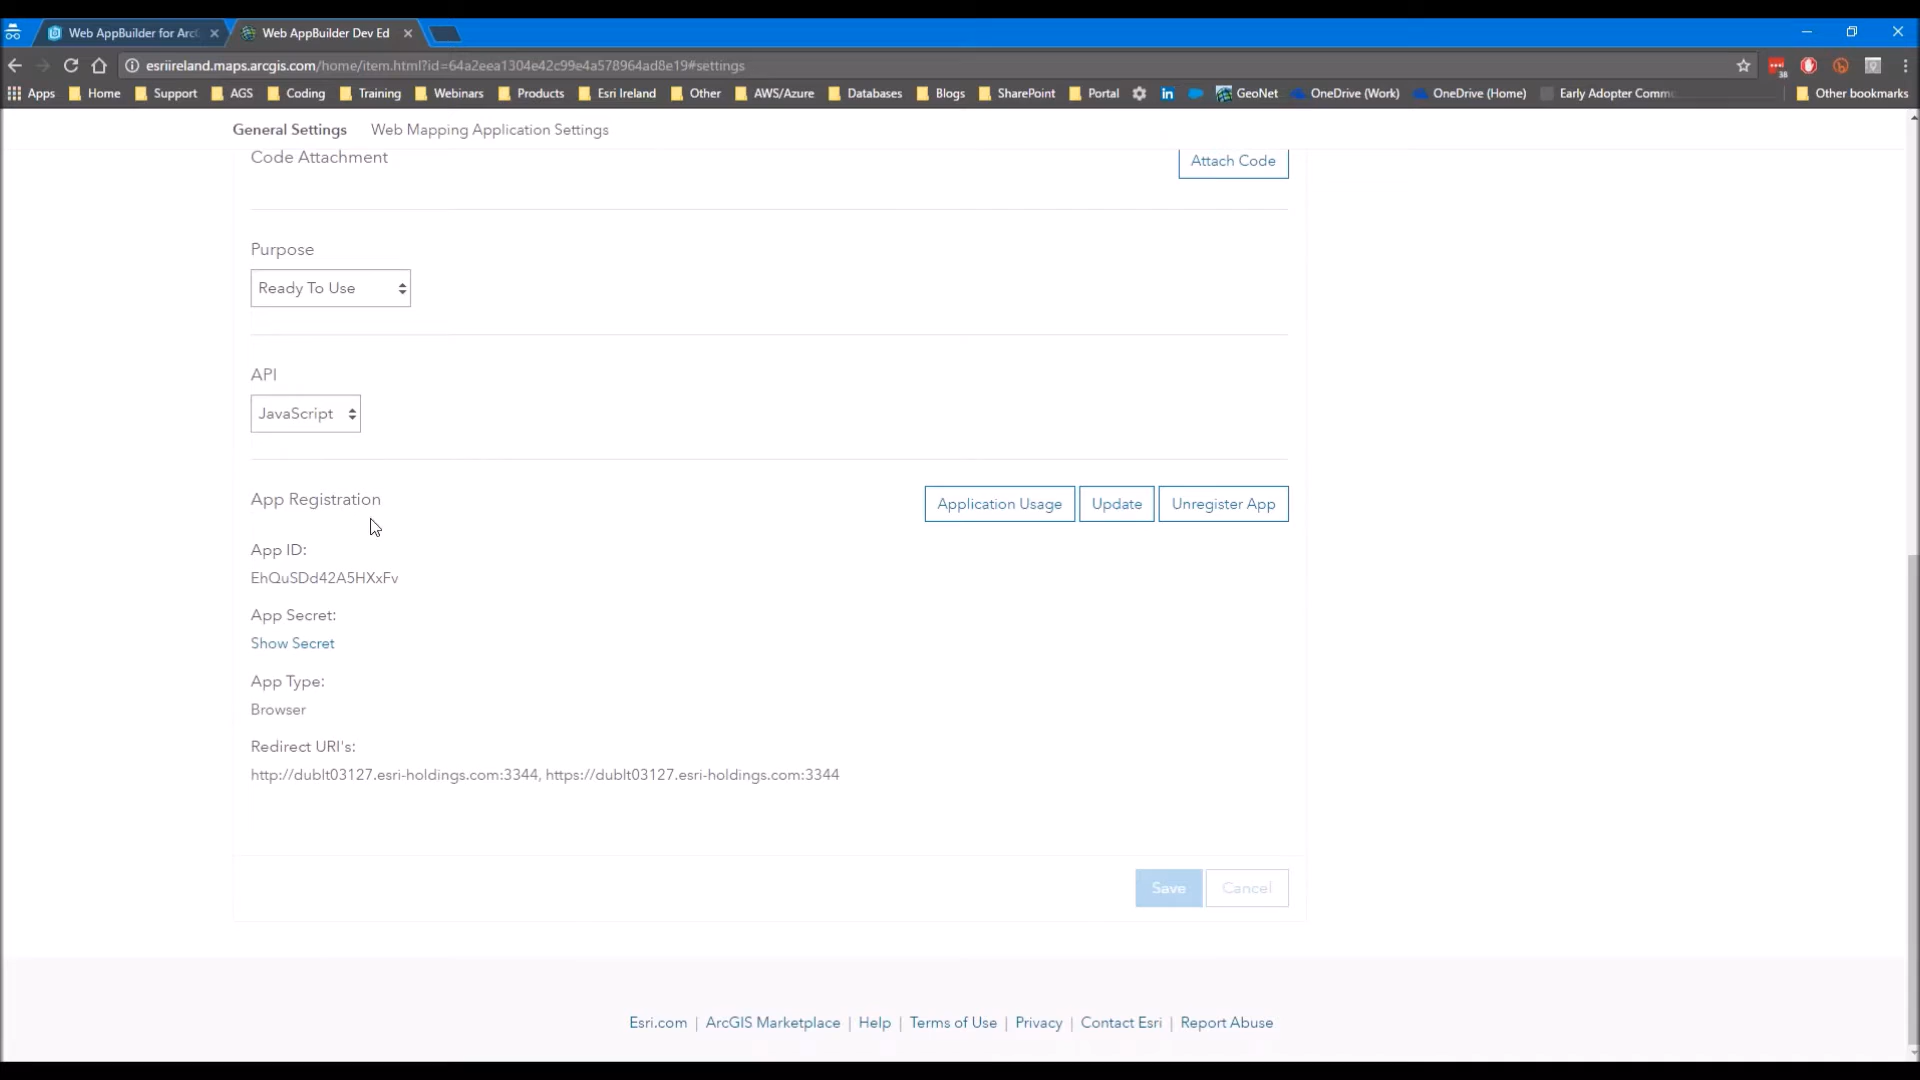 Web AppBuilder for Arc
Web AppBuilder Dev Ed
esriireland.maps.arcgis.com/home/item.html?id=64a2eea1304e42c99e4a578964ad8e19#settings
38
Apps Home Support AGS Coding Training Webinars Products Esri Ireland Other AWS/Azure Databases Blogs SharePoint Portal GeoNet OneDrive (Work) OneDrive (Home) Early Adopter Comm Other bookmarks
General Settings Web Mapping Application Settings
Code Attachment Attach Code
Purpose
Ready To Use
API
JavaScript
App Registration Application Usage Update Unregister App
App ID:
EhQuSDd42A5HXxFv
App Secret:
Show Secret
App Type:
Browser
Redirect URI's:
http://dublt03127.esri-holdings.com:3344, https://dublt03127.esri-holdings.com:3344
Save Cancel
Esri.com | ArcGIS Marketplace | Help | Terms of Use | Privacy | Contact Esri | Report Abuse